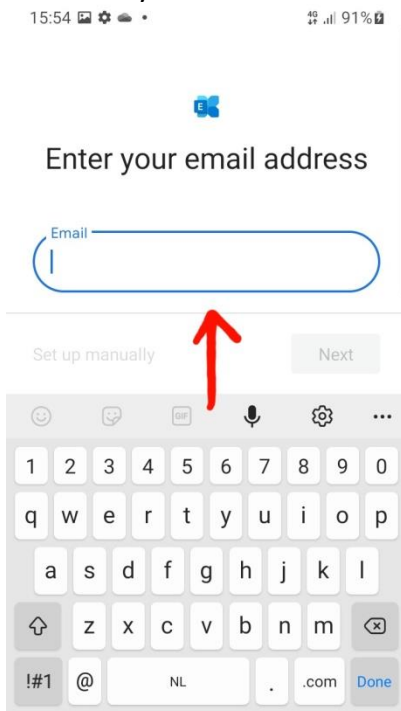 15:54 4G 91%
E
Enter your email address
Email
Set up manually Next
GIF
1 2 3 4 5 6 7 8 9 0
q w e r t y u i o p
a s d f g h j k l
z x c v b n m
!#1 @ NL . .com Done